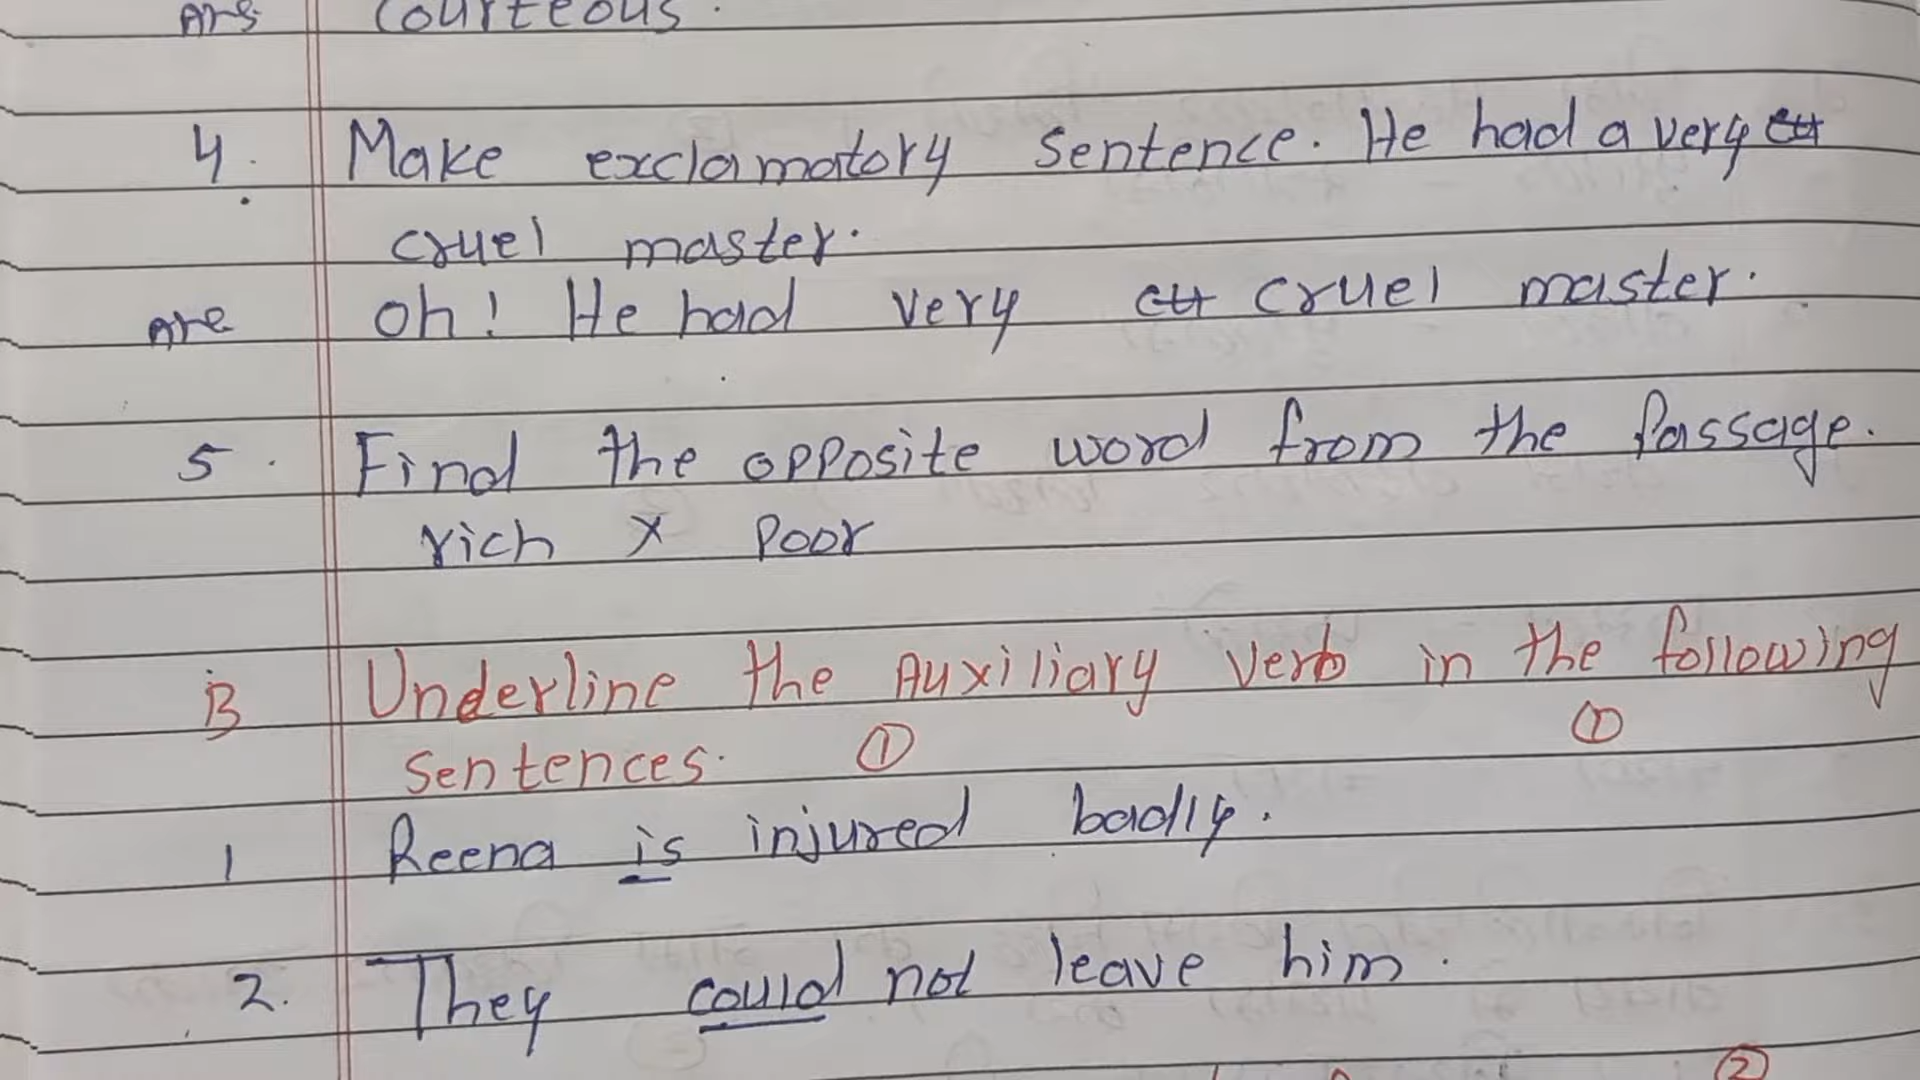 Ans Courteous.
4. Make exclamatory sentence. He had a very
cruel master.
Ans oh! He had very cruel master.
5. Find the opposite word from the Passage.
rich x Poor
B Underline the Auxiliary Verb in the following
sentences. 1 1
1 Reena is injured badly.
2. They could not leave him.
2